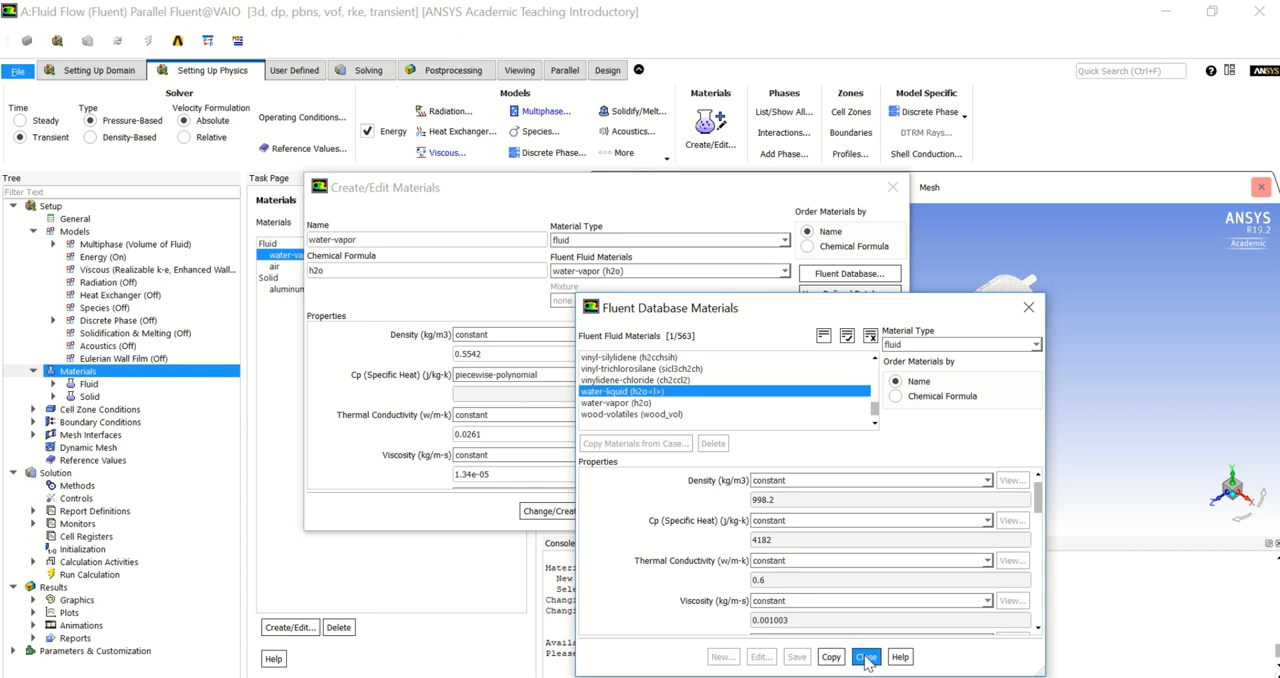 A:Fluid Flow (Fluent) Parallel Fluent@VAIO [3d, dp, pbns, vof, rke, transient] [ANSYS Academic Teaching Introductory]
File
Setting Up Domain
Setting Up Physics
User Defined
Solving
Postprocessing
Viewing
Parallel
Design
Quick Search (Ctrl+F)
ANSYS
Solver
Models
Materials
Phases
Zones
Model Specific
Time
Type
Velocity Formulation
Steady
Pressure-Based
Absolute
Operating Conditions...
Transient
Density-Based
Relative
Reference Values...
Energy
Radiation...
Multiphase...
Solidify/Melt...
Heat Exchanger...
Species...
Acoustics...
Viscous...
Discrete Phase...
More
Create/Edit...
List/Show All...
Interactions...
Add Phase...
Cell Zones
Boundaries
Profiles...
Discrete Phase
DTRM Rays...
Shell Conduction...
Tree
Filter Text
Setup
General
Models
Multiphase (Volume of Fluid)
Energy (On)
Viscous (Realizable k-e, Enhanced Wall...
Radiation (Off)
Heat Exchanger (Off)
Species (Off)
Discrete Phase (Off)
Solidification & Melting (Off)
Acoustics (Off)
Eulerian Wall Film (Off)
Materials
Fluid
Solid
Cell Zone Conditions
Boundary Conditions
Mesh Interfaces
Dynamic Mesh
Reference Values
Solution
Methods
Controls
Report Definitions
Monitors
Cell Registers
Initialization
Calculation Activities
Run Calculation
Results
Graphics
Plots
Animations
Reports
Parameters & Customization
Task Page
Materials
Materials
Fluid
water-va
air
Solid
aluminun
Create/Edit...
Delete
Help
Create/Edit Materials
Name
water-vapor
Chemical Formula
h2o
Material Type
fluid
Fluent Fluid Materials
water-vapor (h2o)
Mixture
none
Order Materials by
Name
Chemical Formula
Fluent Database...
Properties
Density (kg/m3)
constant
0.5542
Cp (Specific Heat) (j/kg-k)
piecewise-polynomial
Thermal Conductivity (w/m-k)
constant
0.0261
Viscosity (kg/m-s)
constant
1.34e-05
Change/Creat
Mesh
ANSYS
R19.2
Academic
Console
Materi
New
Sele
Changi
Changi
Availa
Please
Fluent Database Materials
Fluent Fluid Materials [1/563]
vinyl-silylidene (h2cchsih)
vinyl-trichlorosilane (sicl3ch2ch)
vinylidene-chloride (ch2ccl2)
water-liquid (h2o<l>)
water-vapor (h2o)
wood-volatiles (wood_vol)
Material Type
fluid
Order Materials by
Name
Chemical Formula
Copy Materials from Case...
Delete
Properties
Density (kg/m3)
constant
View...
998.2
Cp (Specific Heat) (j/kg-k)
constant
View...
4182
Thermal Conductivity (w/m-k)
constant
View...
0.6
Viscosity (kg/m-s)
constant
View...
0.001003
New...
Edit...
Save
Copy
Close
Help